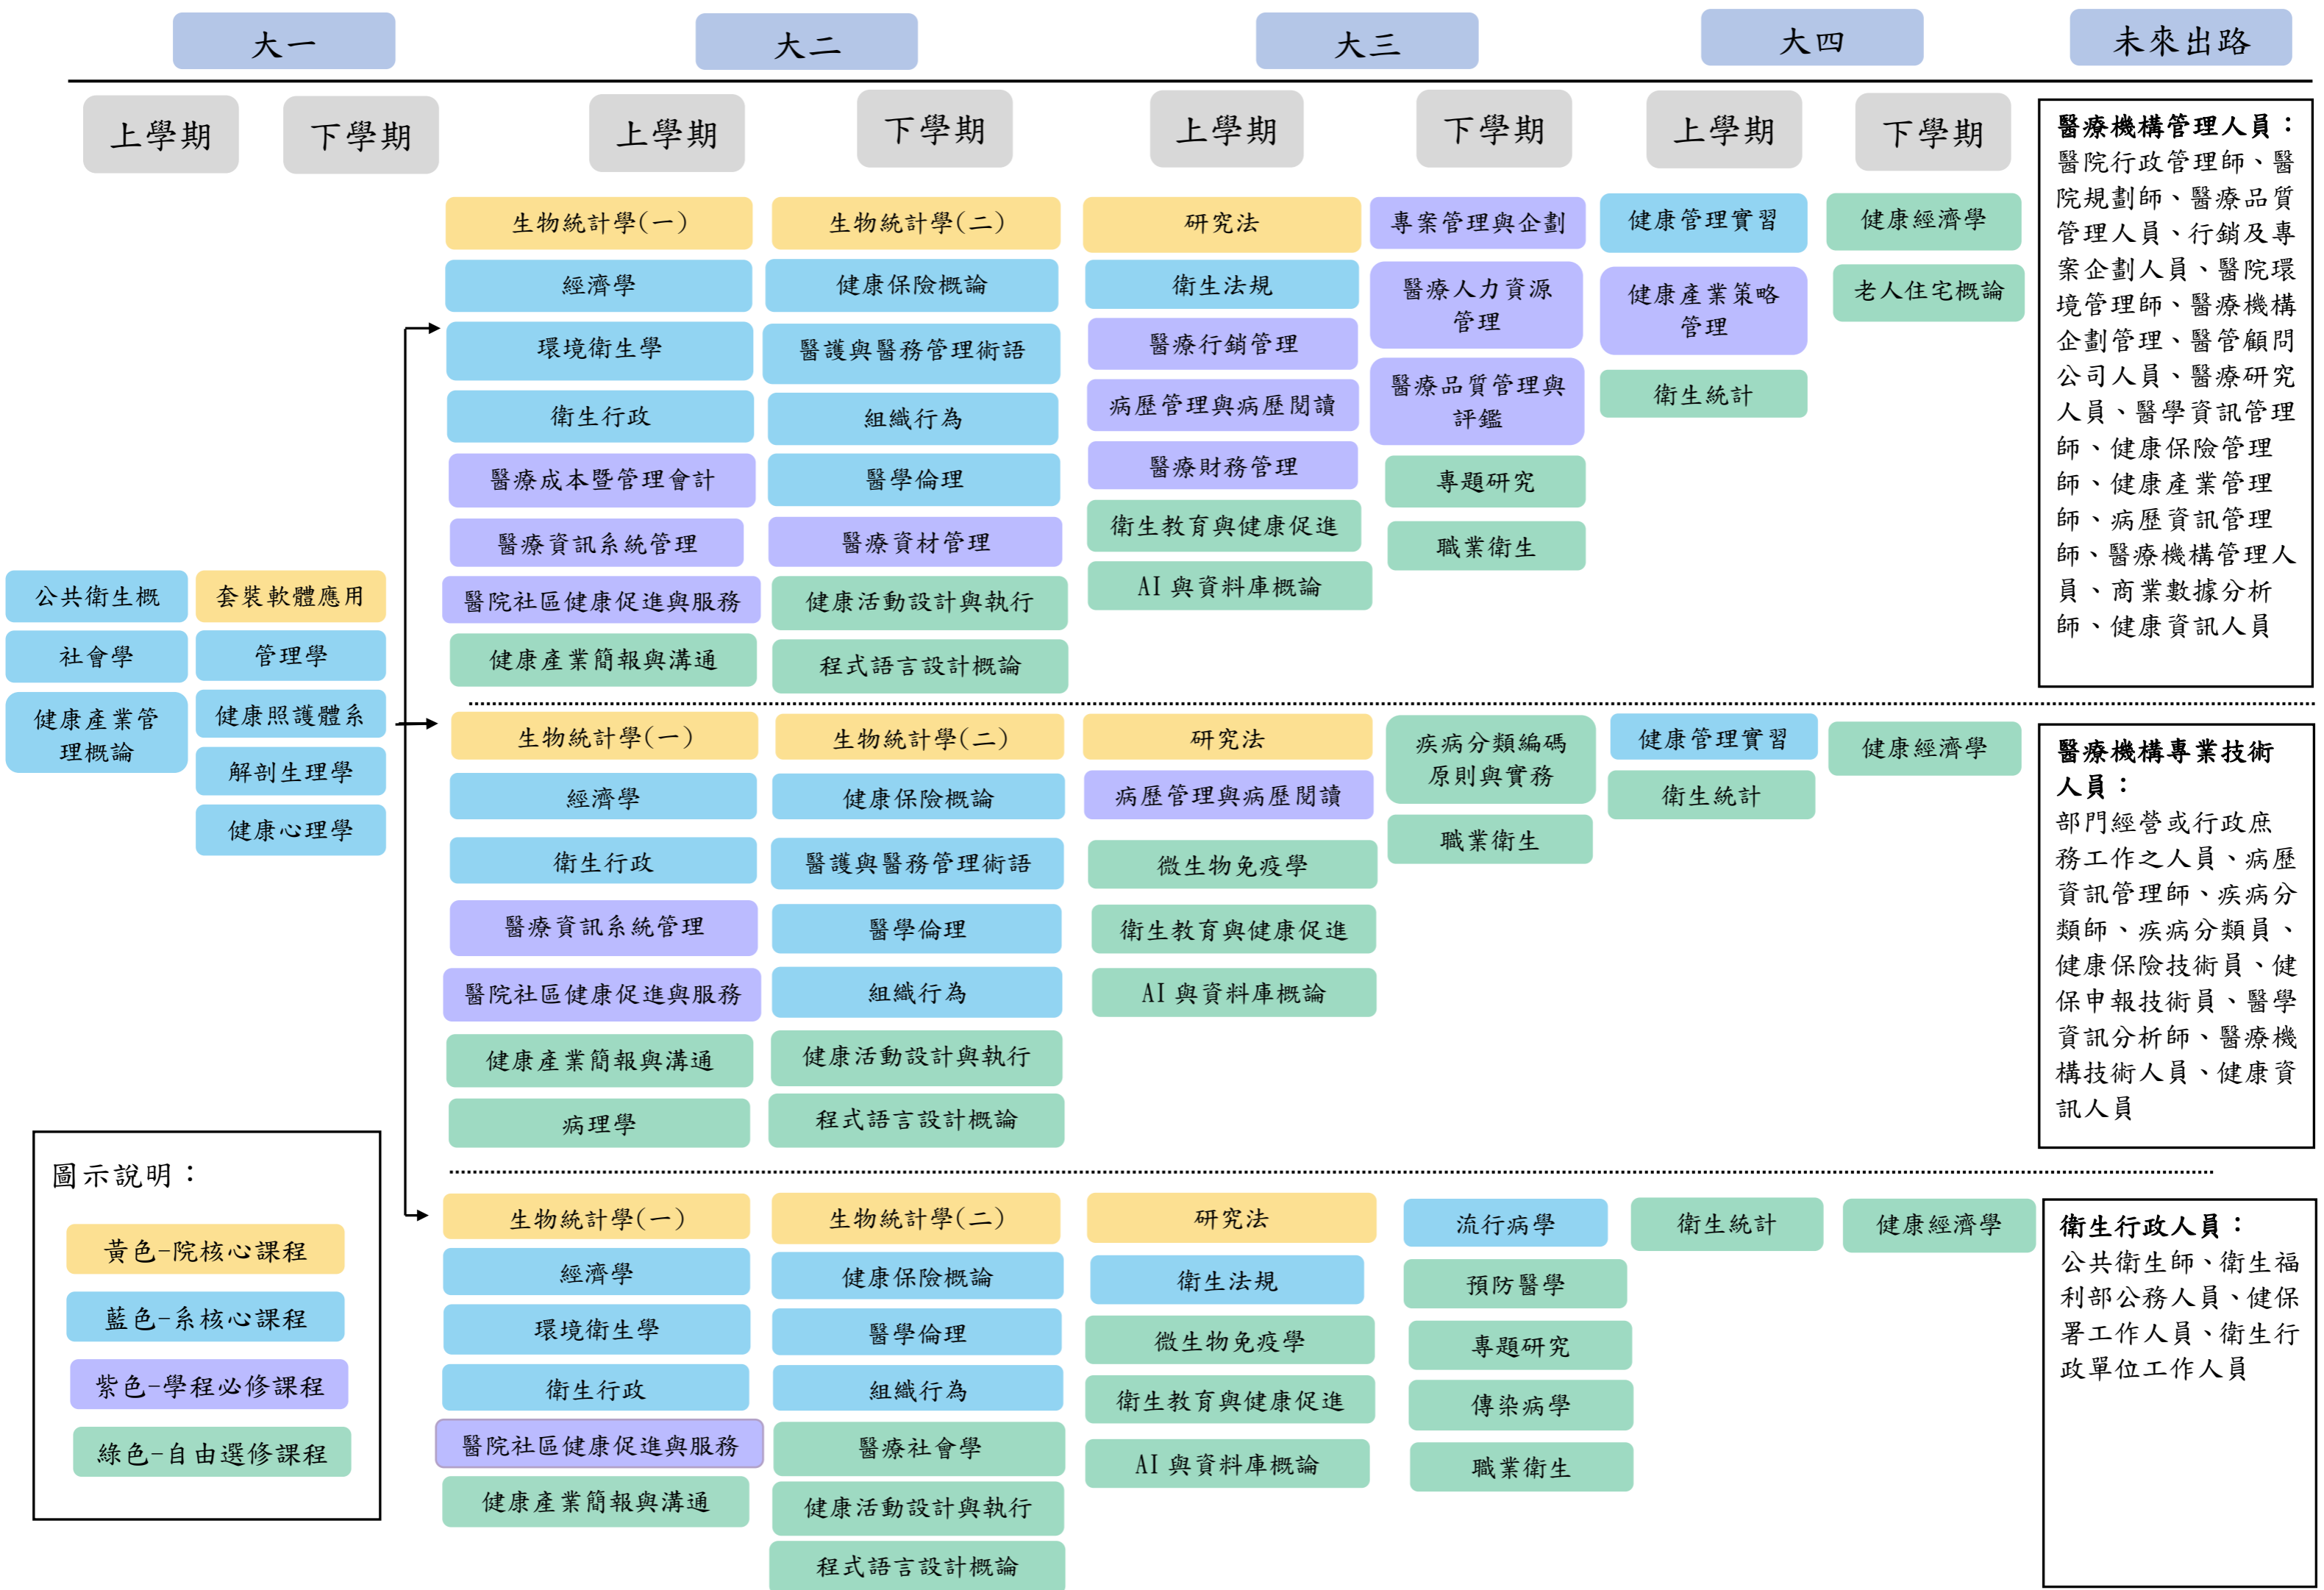 大一
大二
大三
大四
未來出路
上學期
下學期
上學期
下學期
上學期
下學期
上學期
下學期
公共衛生概
社會學
健康產業管
理概論
套裝軟體應用
管理學
健康照護體系
解剖生理學
健康心理學
生物統計學(一)
經濟學
環境衛生學
衛生行政
醫療成本暨管理會計
醫療資訊系統管理
醫院社區健康促進與服務
健康產業簡報與溝通
生物統計學(二)
健康保險概論
醫護與醫務管理術語
組織行為
醫學倫理
醫療資材管理
健康活動設計與執行
程式語言設計概論
研究法
衛生法規
醫療行銷管理
病歷管理與病歷閱讀
醫療財務管理
衛生教育與健康促進
AI 與資料庫概論
專案管理與企劃
醫療人力資源
管理
醫療品質管理與
評鑑
專題研究
職業衛生
健康管理實習
健康產業策略
管理
衛生統計
健康經濟學
老人住宅概論
醫療機構管理人員：
醫院行政管理師、醫
院規劃師、醫療品質
管理人員、行銷及專
案企劃人員、醫院環
境管理師、醫療機構
企劃管理、醫管顧問
公司人員、醫療研究
人員、醫學資訊管理
師、健康保險管理
師、健康產業管理
師、病歷資訊管理
師、醫療機構管理人
員、商業數據分析
師、健康資訊人員
生物統計學(一)
經濟學
衛生行政
醫療資訊系統管理
醫院社區健康促進與服務
健康產業簡報與溝通
病理學
生物統計學(二)
健康保險概論
醫護與醫務管理術語
醫學倫理
組織行為
健康活動設計與執行
程式語言設計概論
研究法
病歷管理與病歷閱讀
微生物免疫學
衛生教育與健康促進
AI 與資料庫概論
疾病分類編碼
原則與實務
職業衛生
健康管理實習
衛生統計
健康經濟學
醫療機構專業技術
人員：
部門經營或行政庶
務工作之人員、病歷
資訊管理師、疾病分
類師、疾病分類員、
健康保險技術員、健
保申報技術員、醫學
資訊分析師、醫療機
構技術人員、健康資
訊人員
生物統計學(一)
經濟學
環境衛生學
衛生行政
醫院社區健康促進與服務
健康產業簡報與溝通
生物統計學(二)
健康保險概論
醫學倫理
組織行為
醫療社會學
健康活動設計與執行
程式語言設計概論
研究法
衛生法規
微生物免疫學
衛生教育與健康促進
AI 與資料庫概論
流行病學
預防醫學
專題研究
傳染病學
職業衛生
衛生統計
健康經濟學
衛生行政人員：
公共衛生師、衛生福
利部公務人員、健保
署工作人員、衛生行
政單位工作人員
圖示說明：
黃色-院核心課程
藍色-系核心課程
紫色-學程必修課程
綠色-自由選修課程